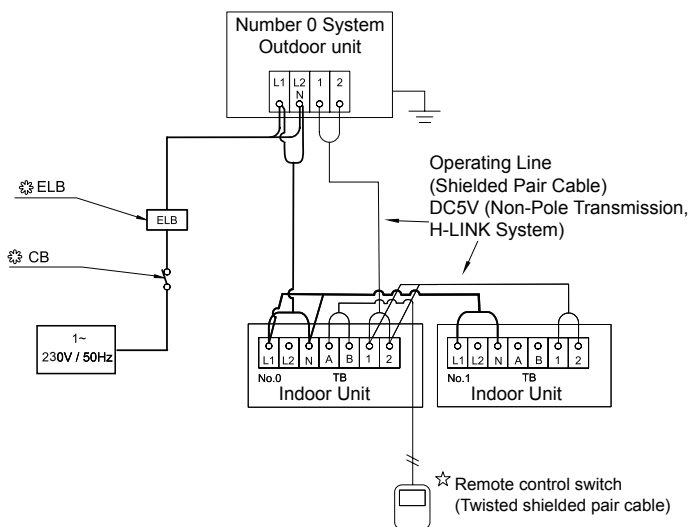 Number 0 System
Outdoor unit
L1 L2 1 2
N
Operating Line
(Shielded Pair Cable)
DC5V (Non-Pole Transmission,
H-LINK System)
ELB
ELB
CB
1~
230V / 50Hz
L1 L2 N A B 1 2
No.0 TB
Indoor Unit
L1 L2 N A B 1 2
No.1 TB
Indoor Unit
Remote control switch
(Twisted shielded pair cable)